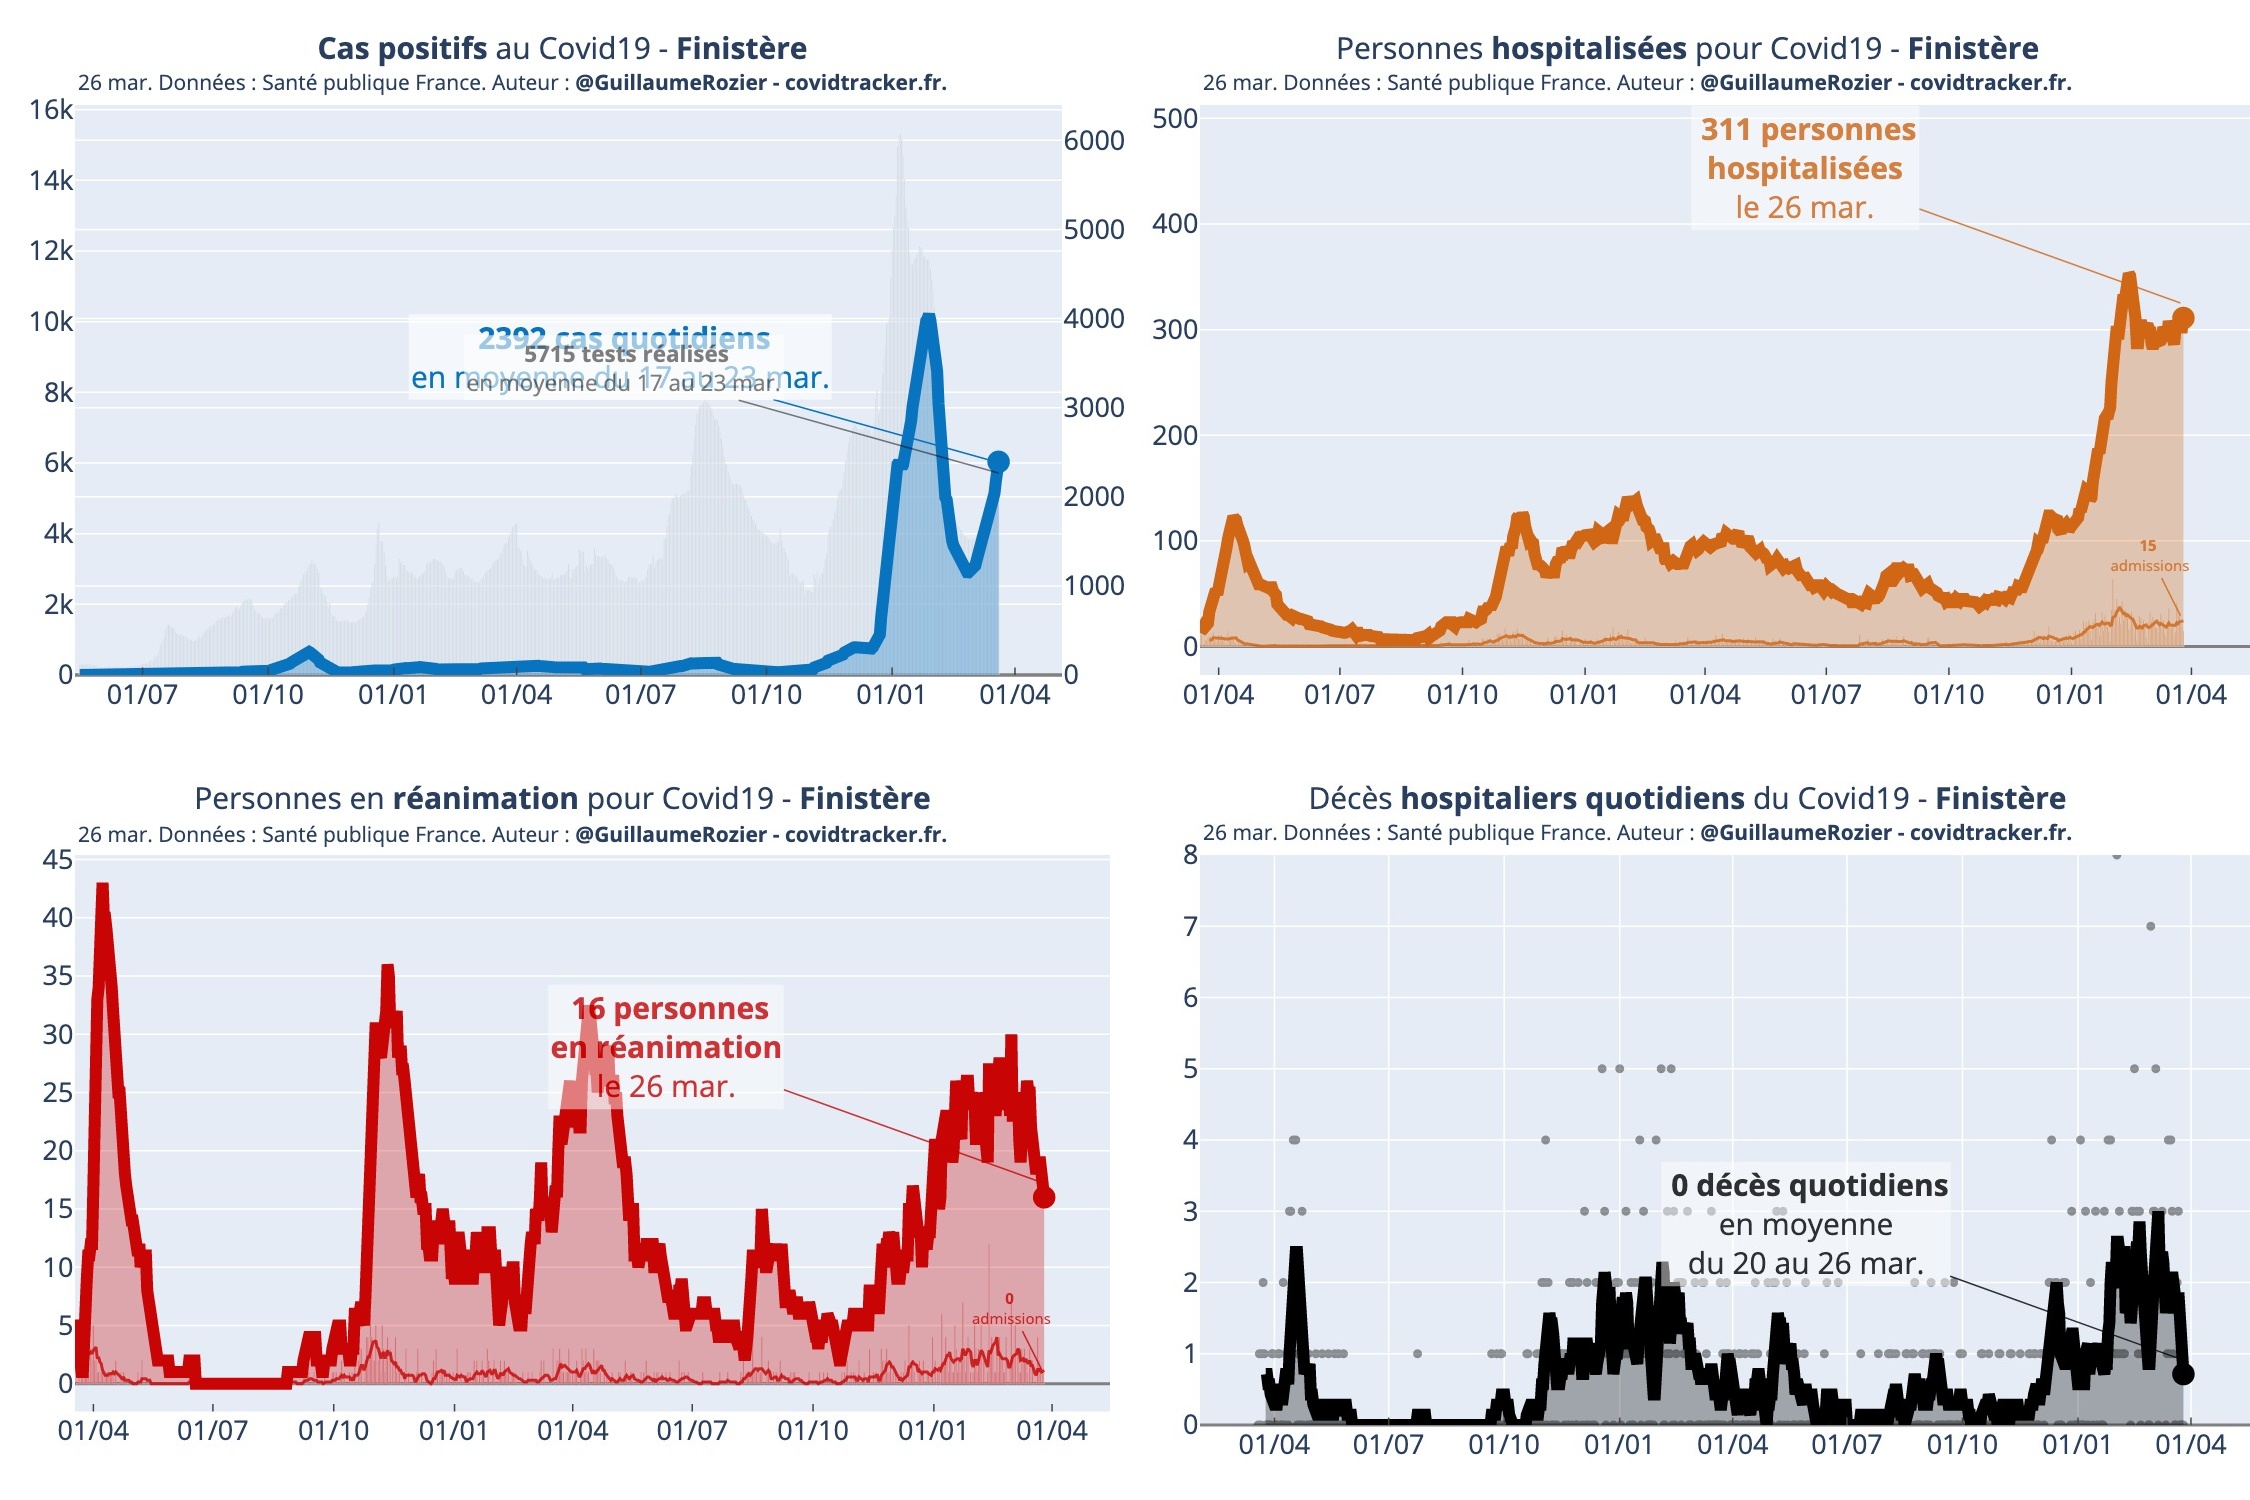 Cas positifs au Covid19 - Finistère
26 mar. Données : Santé publique France. Auteur : @GuillaumeRozier - covidtracker.fr.
16k
14k
12k
10k
8k
6k
4k
2k
0
6000
5000
4000
3000
2000
1000
0
2392 cas quotidiens
en moyenne du 17 au 23 mar.
5715 tests réalisés
en moyenne du 17 au 23 mar.
01/07 01/10 01/01 01/04 01/07 01/10 01/01 01/04
Personnes hospitalisées pour Covid19 - Finistère
26 mar. Données : Santé publique France. Auteur : @GuillaumeRozier - covidtracker.fr.
500
400
300
200
100
0
311 personnes
hospitalisées
le 26 mar.
15
admissions
01/04 01/07 01/10 01/01 01/04 01/07 01/10 01/01 01/04
Personnes en réanimation pour Covid19 - Finistère
26 mar. Données : Santé publique France. Auteur : @GuillaumeRozier - covidtracker.fr.
45
40
35
30
25
20
15
10
5
0
16 personnes
en réanimation
le 26 mar.
0
admissions
01/04 01/07 01/10 01/01 01/04 01/07 01/10 01/01 01/04
Décès hospitaliers quotidiens du Covid19 - Finistère
26 mar. Données : Santé publique France. Auteur : @GuillaumeRozier - covidtracker.fr.
8
7
6
5
4
3
2
1
0
0 décès quotidiens
en moyenne
du 20 au 26 mar.
01/04 01/07 01/10 01/01 01/04 01/07 01/10 01/01 01/04